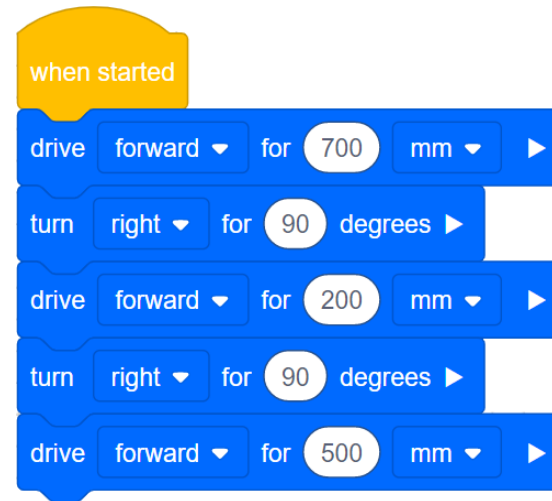 when started
drive forward for 700 mm
turn right for 90 degrees
drive forward for 200 mm
turn right for 90 degrees
drive forward for 500 mm